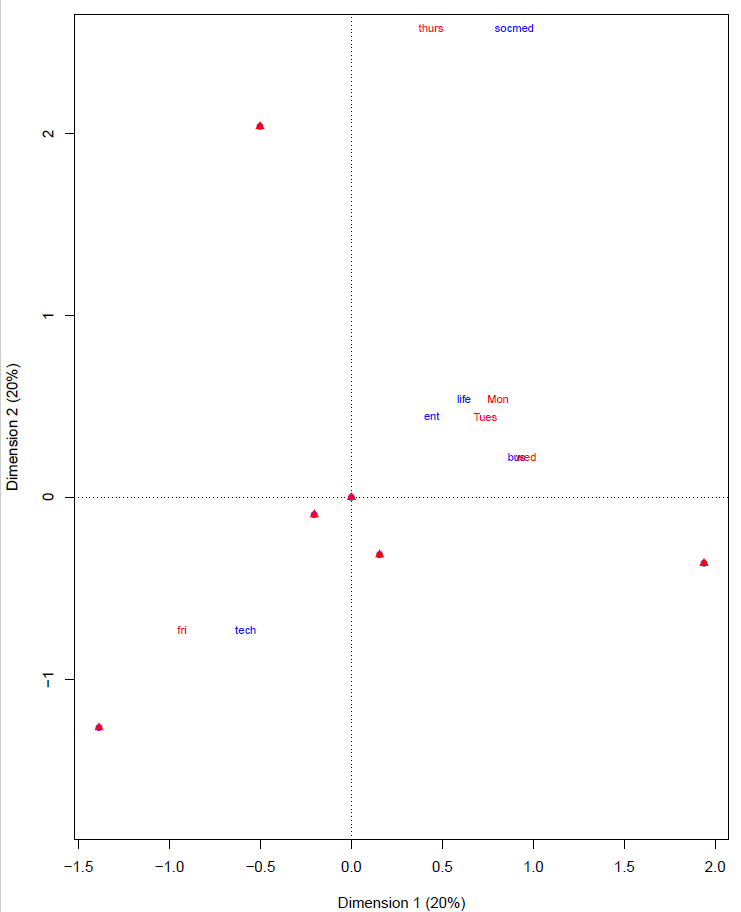 thurs socmed
2
1
life Mon
ent Tues
bus wed
0
fri tech
−1
Dimension 2 (20%)
−1.5 −1.0 −0.5 0.0 0.5 1.0 1.5 2.0
Dimension 1 (20%)